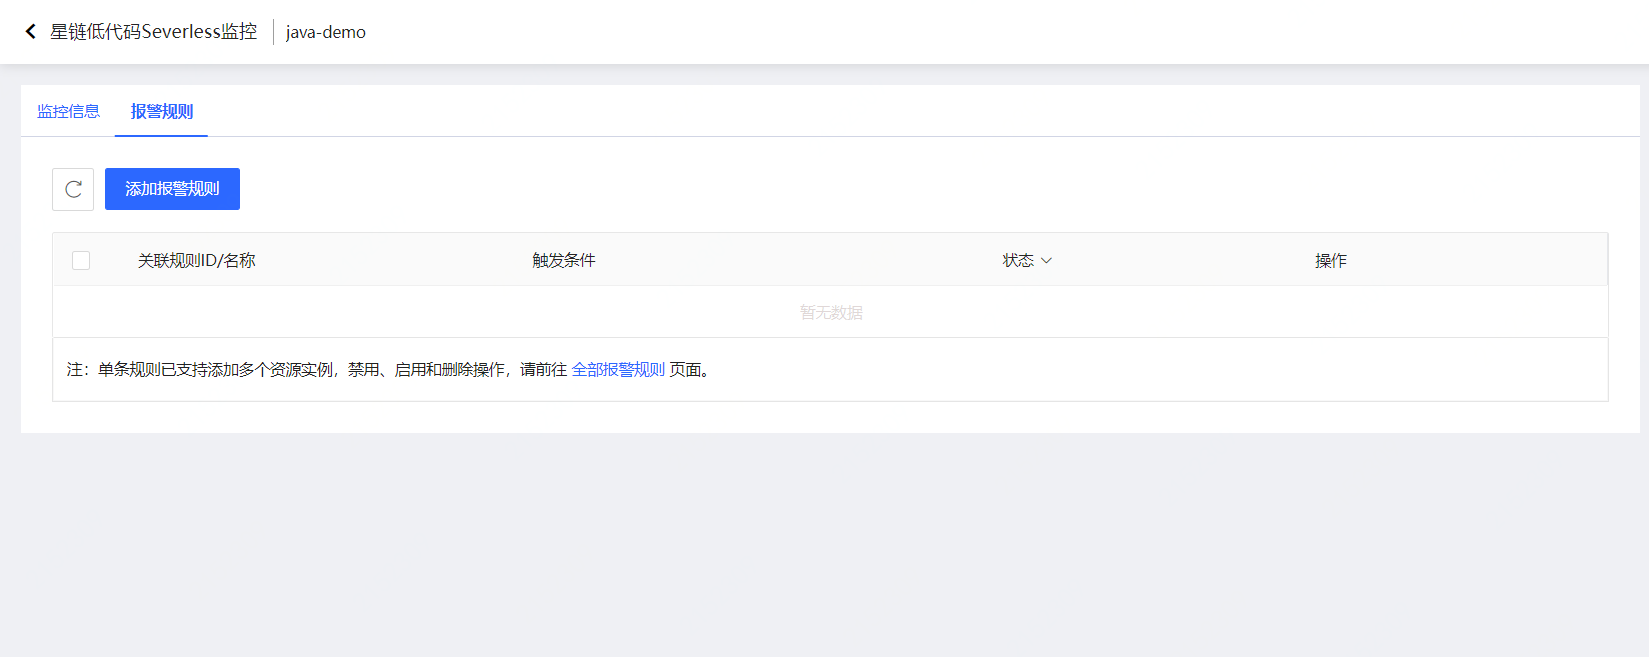 星链低代码Severless监控 java-demo
监控信息 报警规则
添加报警规则
关联规则ID/名称 触发条件 状态 操作
暂无数据
注：单条规则已支持添加多个资源实例，禁用、启用和删除操作，请前往 全部报警规则 页面。